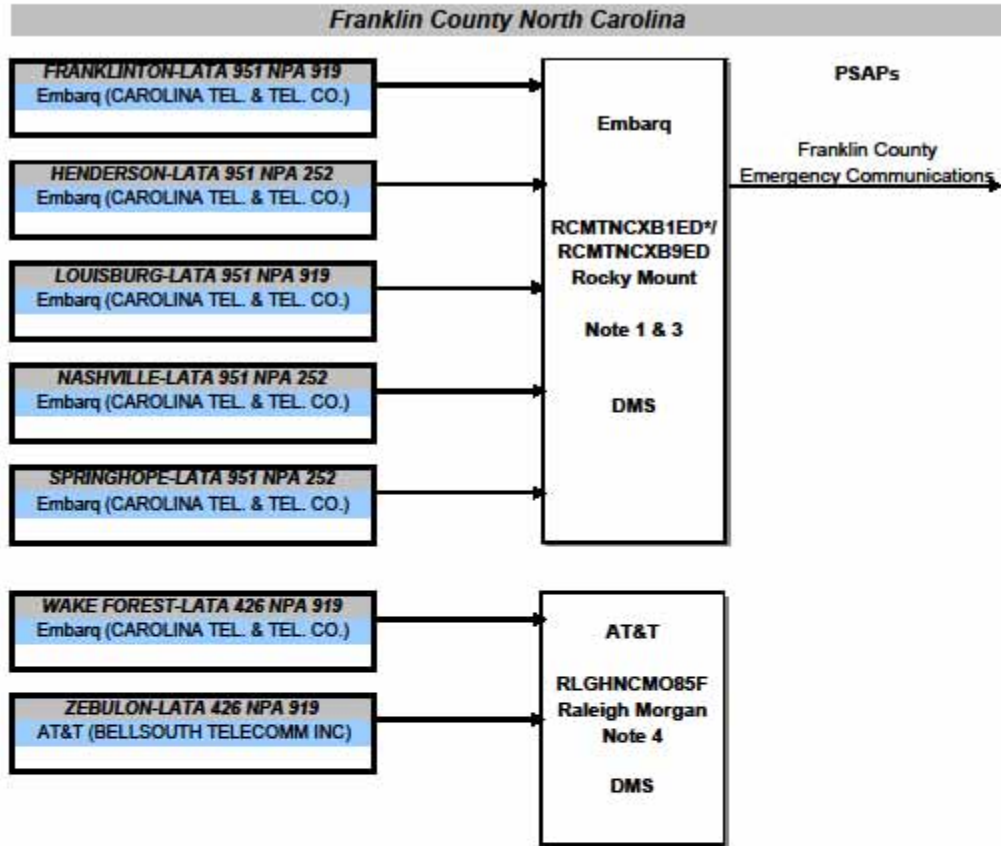 Franklin County North Carolina
FRANKLINTON-LATA 951 NPA 919
Embarq (CAROLINA TEL. & TEL. CO.)
HENDERSON-LATA 951 NPA 252
Embarq (CAROLINA TEL. & TEL. CO.)
LOUISBURG-LATA 951 NPA 919
Embarq (CAROLINA TEL. & TEL. CO.)
NASHVILLE-LATA 951 NPA 252
Embarq (CAROLINA TEL. & TEL. CO.)
SPRINGHOPE-LATA 951 NPA 252
Embarq (CAROLINA TEL. & TEL. CO.)
Embarq
RCMTNCXB1ED*/
RCMTNCXB9ED
Rocky Mount
Note 1 & 3
DMS
PSAPs
Franklin County
Emergency Communications
WAKE FOREST-LATA 426 NPA 919
Embarq (CAROLINA TEL. & TEL. CO.)
ZEBULON-LATA 426 NPA 919
AT&T (BELLSOUTH TELECOMM INC)
AT&T
RLGHNCMO85F
Raleigh Morgan
Note 4
DMS